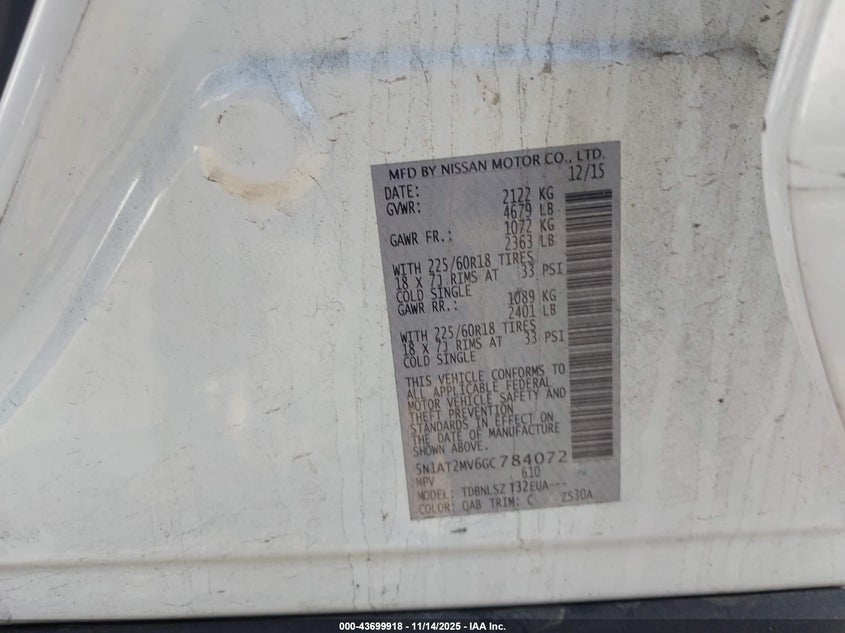 MFD BY NISSAN MOTOR CO., LTD.
DATE: 12/15
GVWR: 2122 KG
4679 LB
GAWR FR.: 1072 KG
2363 LB
WITH 225/60R18 TIRES
18 X 7J RIMS AT 33 PSI
COLD SINGLE
GAWR RR.: 1089 KG
2401 LB
WITH 225/60R18 TIRES
18 X 7J RIMS AT 33 PSI
COLD SINGLE
THIS VEHICLE CONFORMS TO
ALL APPLICABLE FEDERAL
MOTOR VEHICLE SAFETY AND
THEFT PREVENTION
STANDARDS IN EFFECT ON
THE DATE OF MANUFACTURE
SHOWN ABOVE.
5N1AT2MV6GC784072
MPV 610
MODEL: TDBNLSZ T32EUA---
COLOR: QAB TRIM: C ZS30A
000-43699918 - 11/14/2025 - IAA Inc.